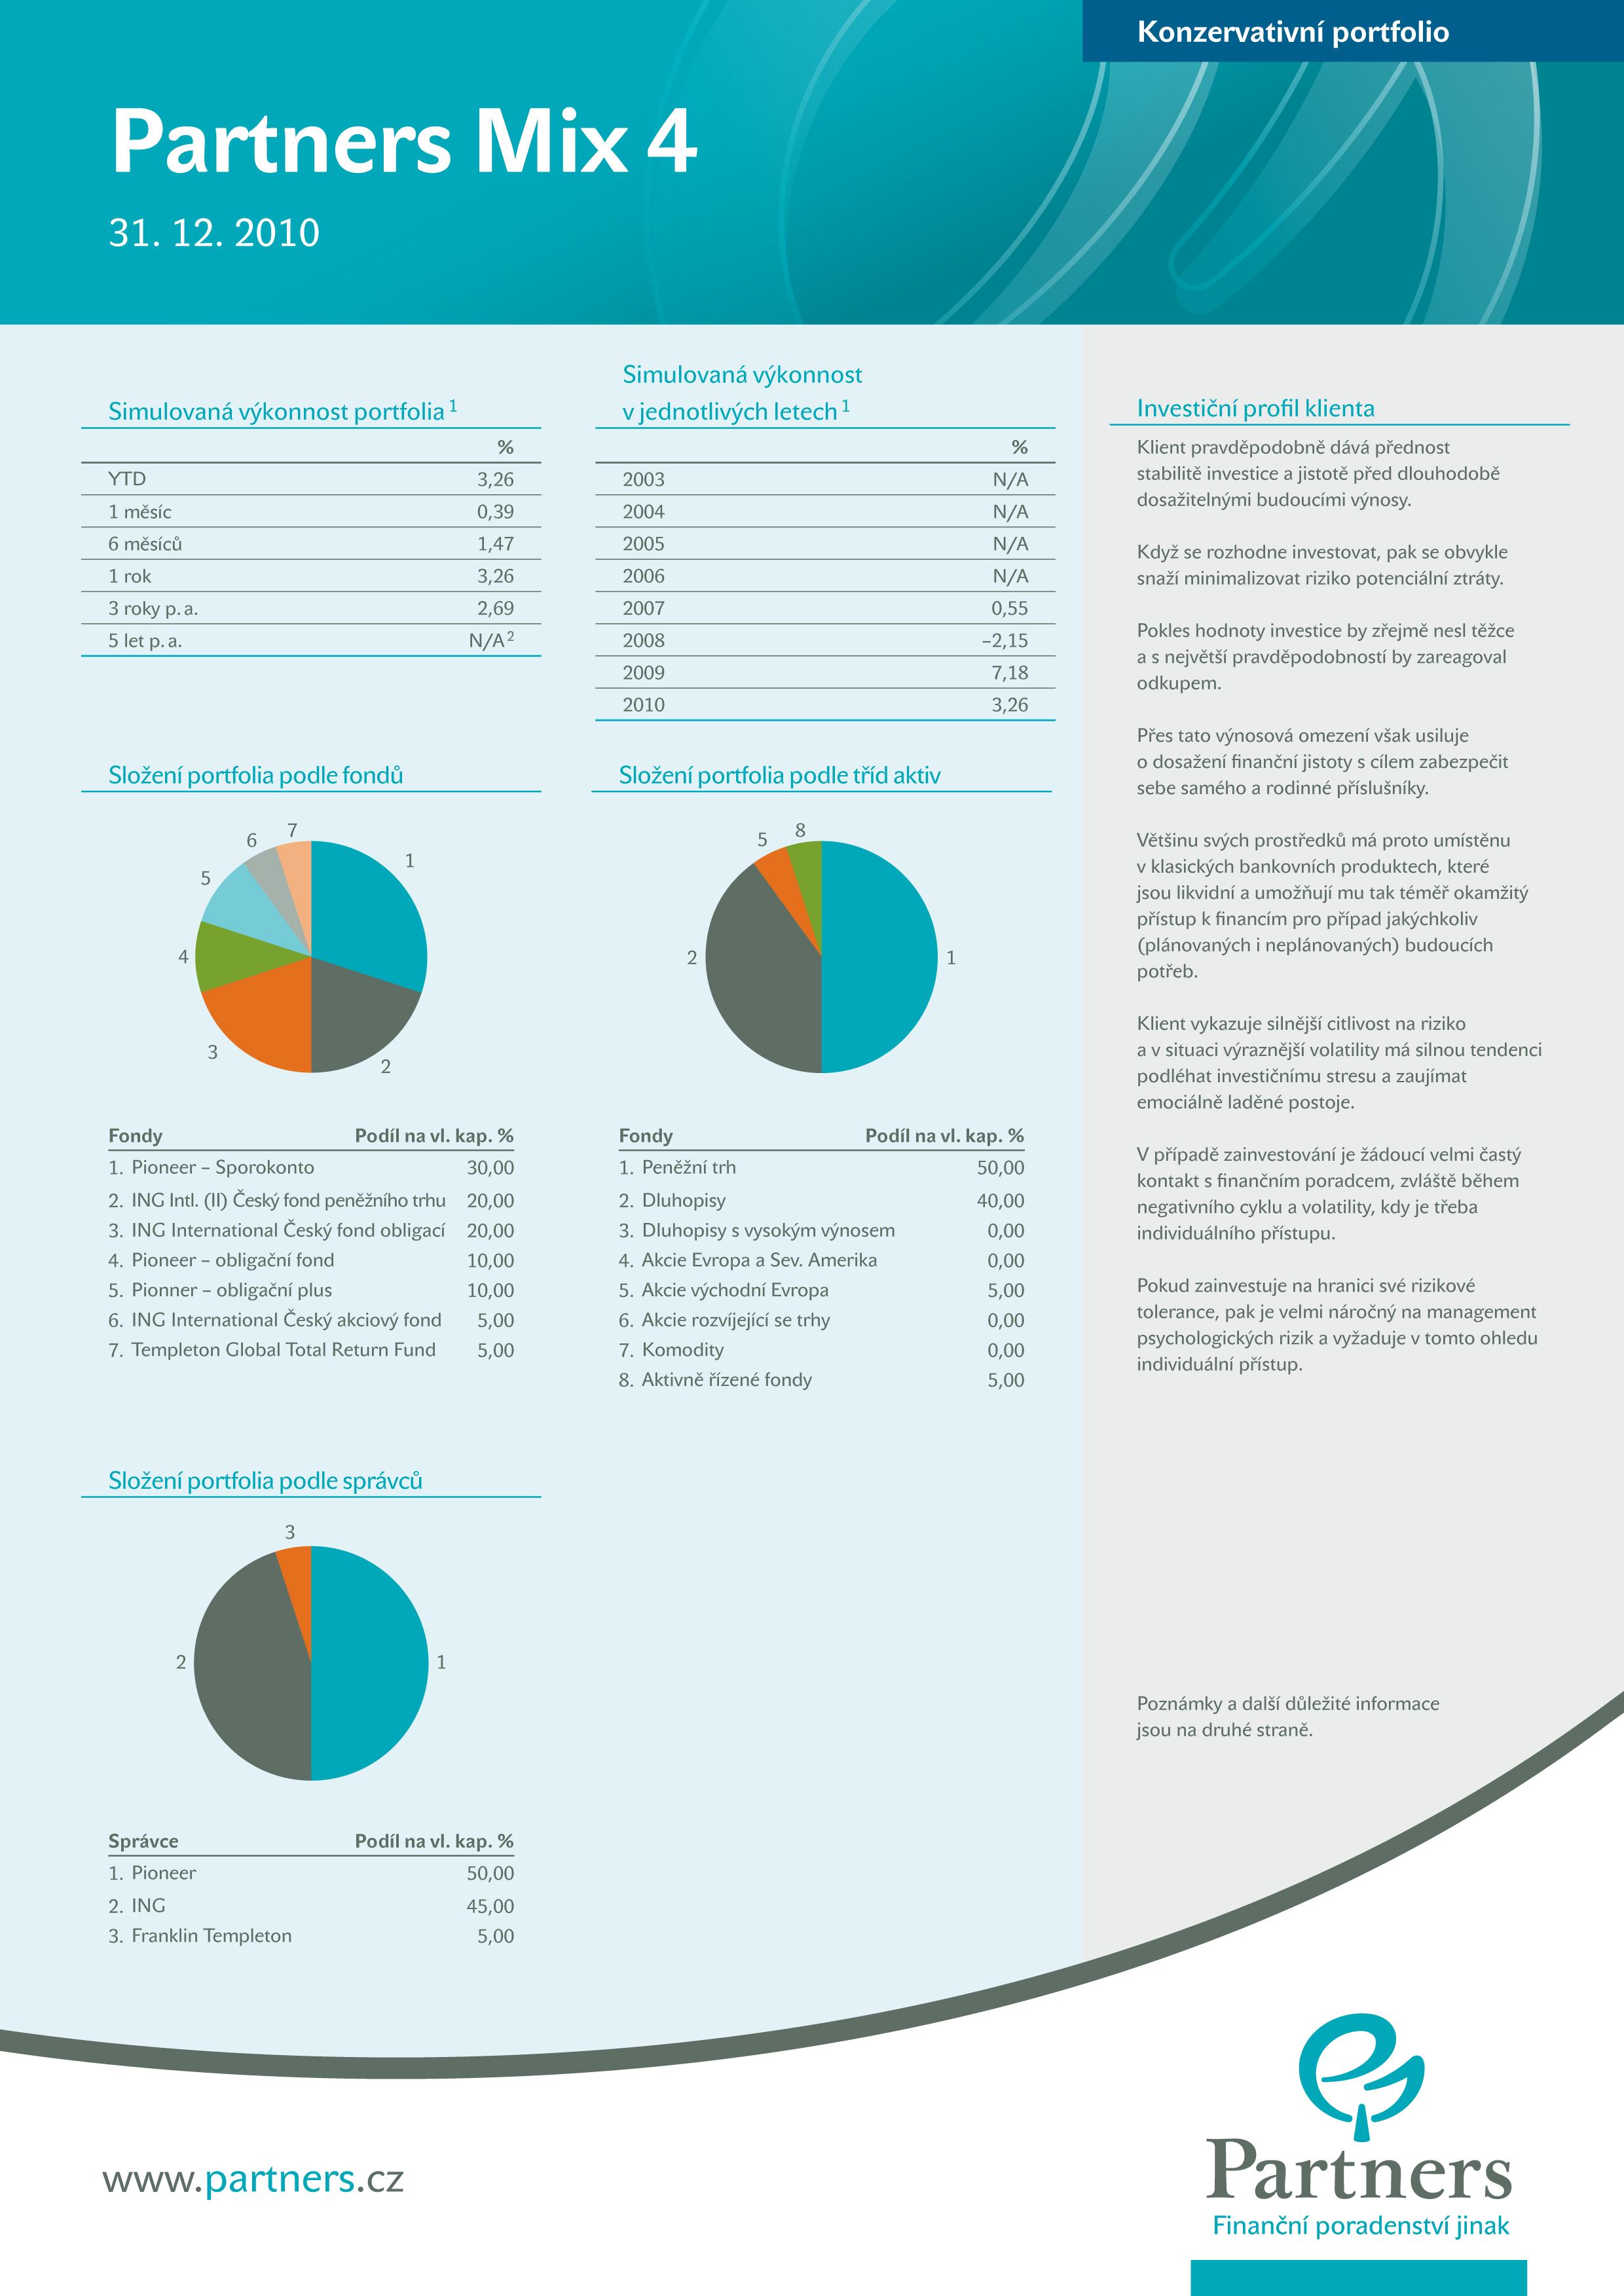 Konzervativní portfolio
Partners Mix 4
31. 12. 2010
Simulovaná výkonnost portfolia 1
%
YTD 3,26
1 měsíc 0,39
6 měsíců 1,47
1 rok 3,26
3 roky p. a. 2,69
5 let p. a. N/A 2
Simulovaná výkonnost
v jednotlivých letech 1
%
2003 N/A
2004 N/A
2005 N/A
2006 N/A
2007 0,55
2008 –2,15
2009 7,18
2010 3,26
Složení portfolia podle fondů
1
2
3
4
5
6
7
Fondy Podíl na vl. kap. %
1. Pioneer – Sporokonto 30,00
2. ING Intl. (II) Český fond peněžního trhu 20,00
3. ING International Český fond obligací 20,00
4. Pioneer – obligační fond 10,00
5. Pionner – obligační plus 10,00
6. ING International Český akciový fond 5,00
7. Templeton Global Total Return Fund 5,00
Složení portfolia podle tříd aktiv
1
2
5
8
Fondy Podíl na vl. kap. %
1. Peněžní trh 50,00
2. Dluhopisy 40,00
3. Dluhopisy s vysokým výnosem 0,00
4. Akcie Evropa a Sev. Amerika 0,00
5. Akcie východní Evropa 5,00
6. Akcie rozvíjející se trhy 0,00
7. Komodity 0,00
8. Aktivně řízené fondy 5,00
Složení portfolia podle správců
1
2
3
Správce Podíl na vl. kap. %
1. Pioneer 50,00
2. ING 45,00
3. Franklin Templeton 5,00
Investiční profil klienta
Klient pravděpodobně dává přednost
stabilitě investice a jistotě před dlouhodobě
dosažitelnými budoucími výnosy.
Když se rozhodne investovat, pak se obvykle
snaží minimalizovat riziko potenciální ztráty.
Pokles hodnoty investice by zřejmě nesl těžce
a s největší pravděpodobností by zareagoval
odkupem.
Přes tato výnosová omezení však usiluje
o dosažení finanční jistoty s cílem zabezpečit
sebe samého a rodinné příslušníky.
Většinu svých prostředků má proto umístěnu
v klasických bankovních produktech, které
jsou likvidní a umožňují mu tak téměř okamžitý
přístup k financím pro případ jakýchkoliv
(plánovaných i neplánovaných) budoucích
potřeb.
Klient vykazuje silnější citlivost na riziko
a v situaci výraznější volatility má silnou tendenci
podléhat investičnímu stresu a zaujímat
emociálně laděné postoje.
V případě zainvestování je žádoucí velmi častý
kontakt s finančním poradcem, zvláště během
negativního cyklu a volatility, kdy je třeba
individuálního přístupu.
Pokud zainvestuje na hranici své rizikové
tolerance, pak je velmi náročný na management
psychologických rizik a vyžaduje v tomto ohledu
individuální přístup.
Poznámky a další důležité informace
jsou na druhé straně.
www.partners.cz
Partners
Finanční poradenství jinak